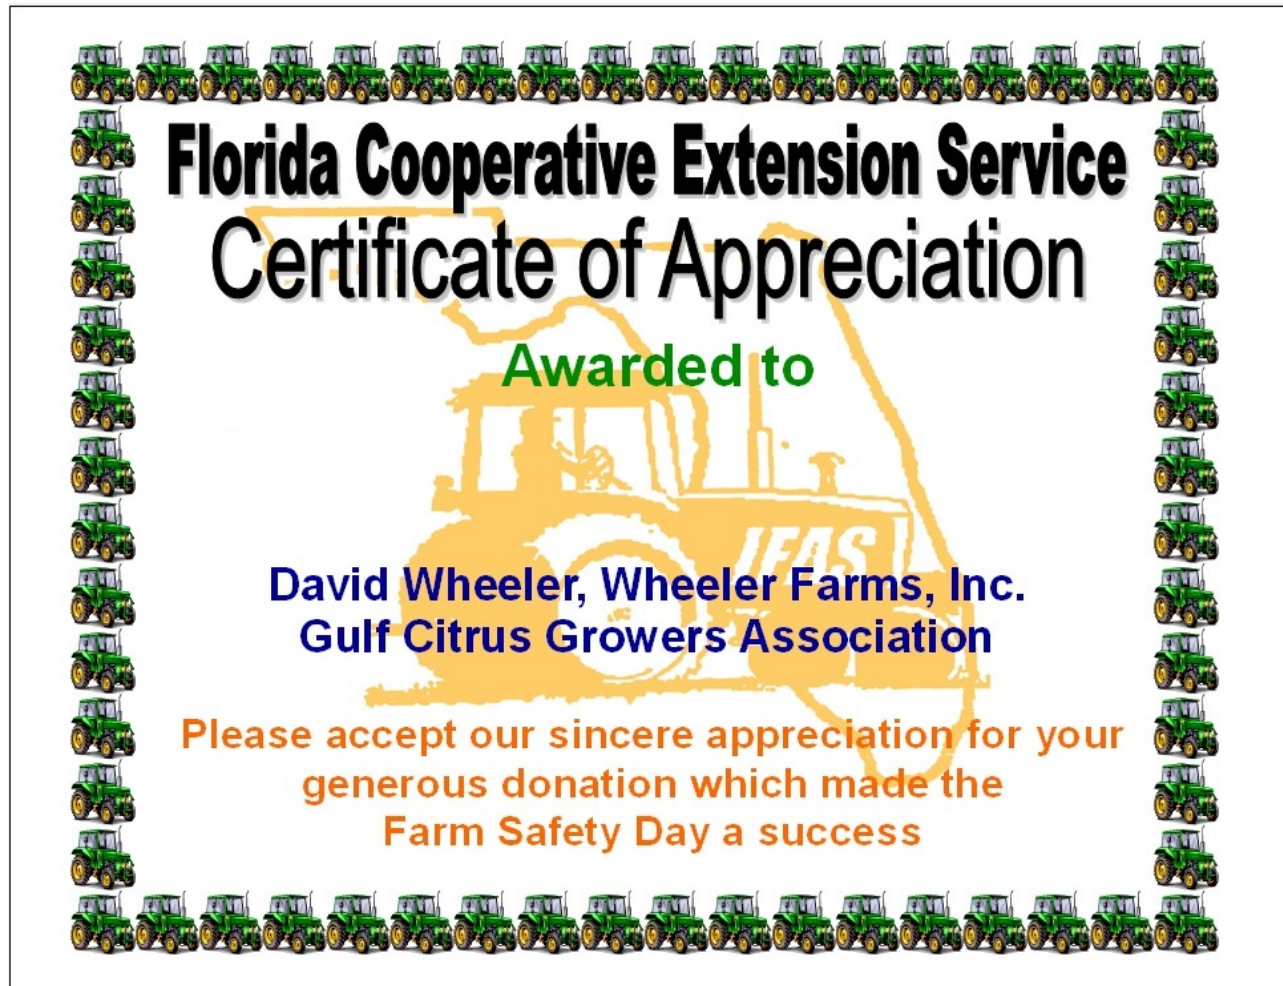 Florida Cooperative Extension Service
Certificate of Appreciation
Awarded to
IFAS
David Wheeler, Wheeler Farms, Inc.
Gulf Citrus Growers Association
Please accept our sincere appreciation for your
generous donation which made the
Farm Safety Day a success